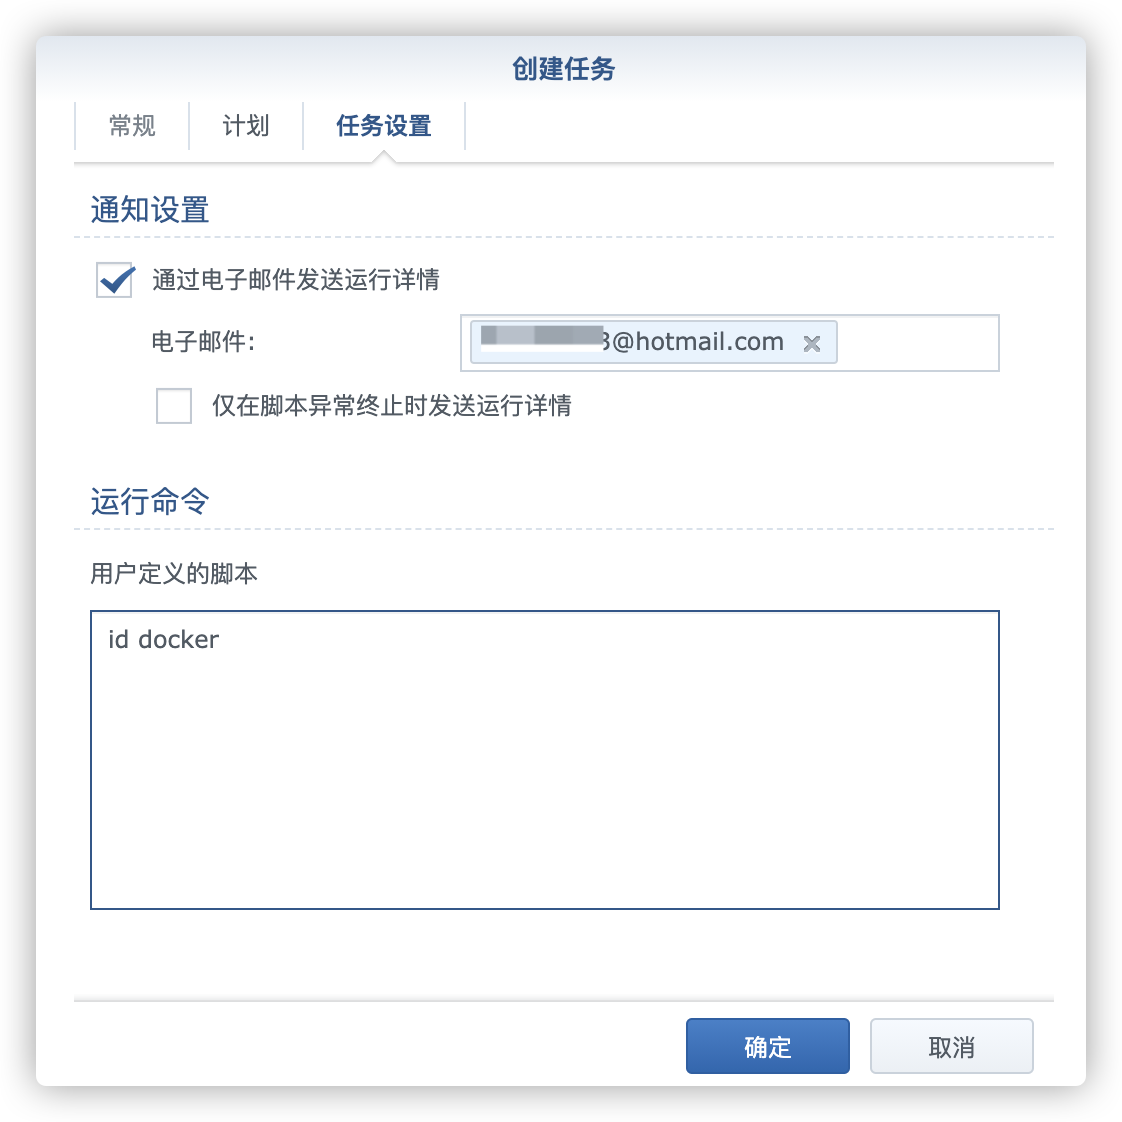 创建任务
常规 计划 任务设置
通知设置
通过电子邮件发送运行详情
电子邮件: 3@hotmail.com
仅在脚本异常终止时发送运行详情
运行命令
用户定义的脚本
id docker
确定 取消